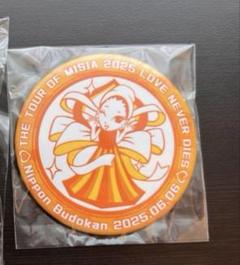 THE TOUR OF MISIA 2025 LOVE NEVER DIES
Nippon Budokan 2025.06.06